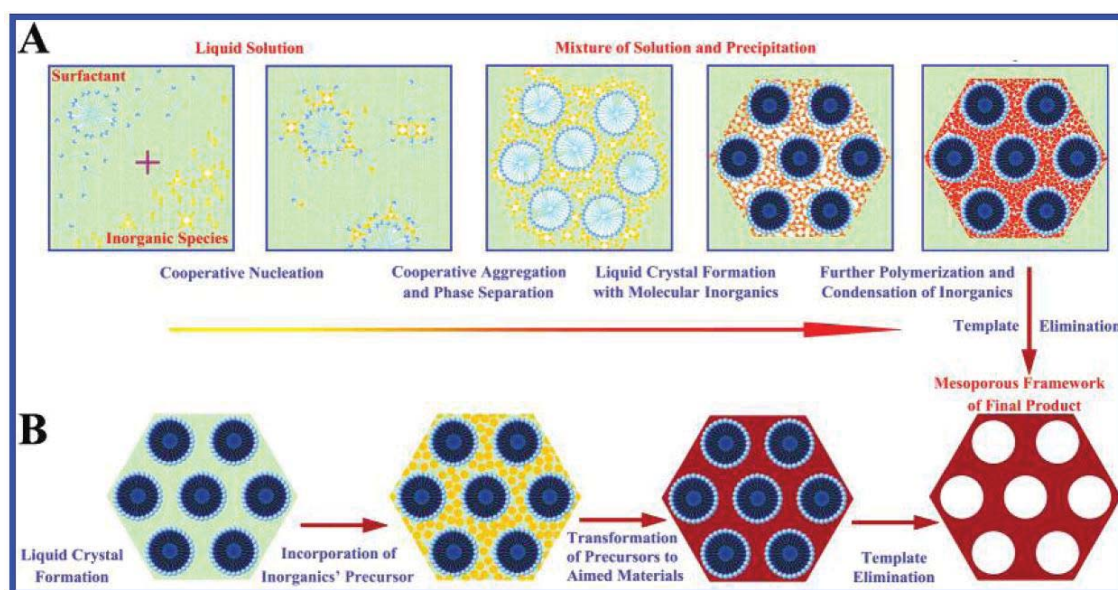 A
Liquid Solution
Mixture of Solution and Precipitation
Surfactant
Inorganic Species
Cooperative Nucleation
Cooperative Aggregation
and Phase Separation
Liquid Crystal Formation
with Molecular Inorganics
Further Polymerization and
Condensation of Inorganics
Template Elimination
Mesoporous Framework
of Final Product
B
Liquid Crystal
Formation
Incorporation of
Inorganics' Precursor
Transformation
of Precursors to
Aimed Materials
Template
Elimination